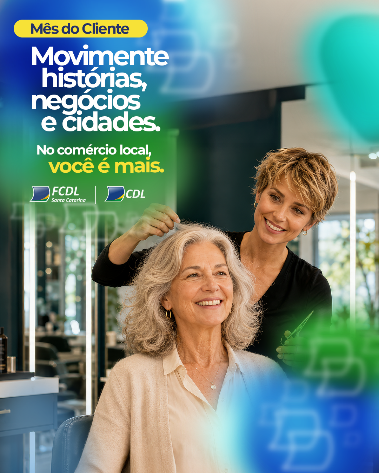 Mês do Cliente
Movimente
histórias,
negócios
e cidades.
No comércio local,
você é mais.
FCDL
Santa Catarina
CDL